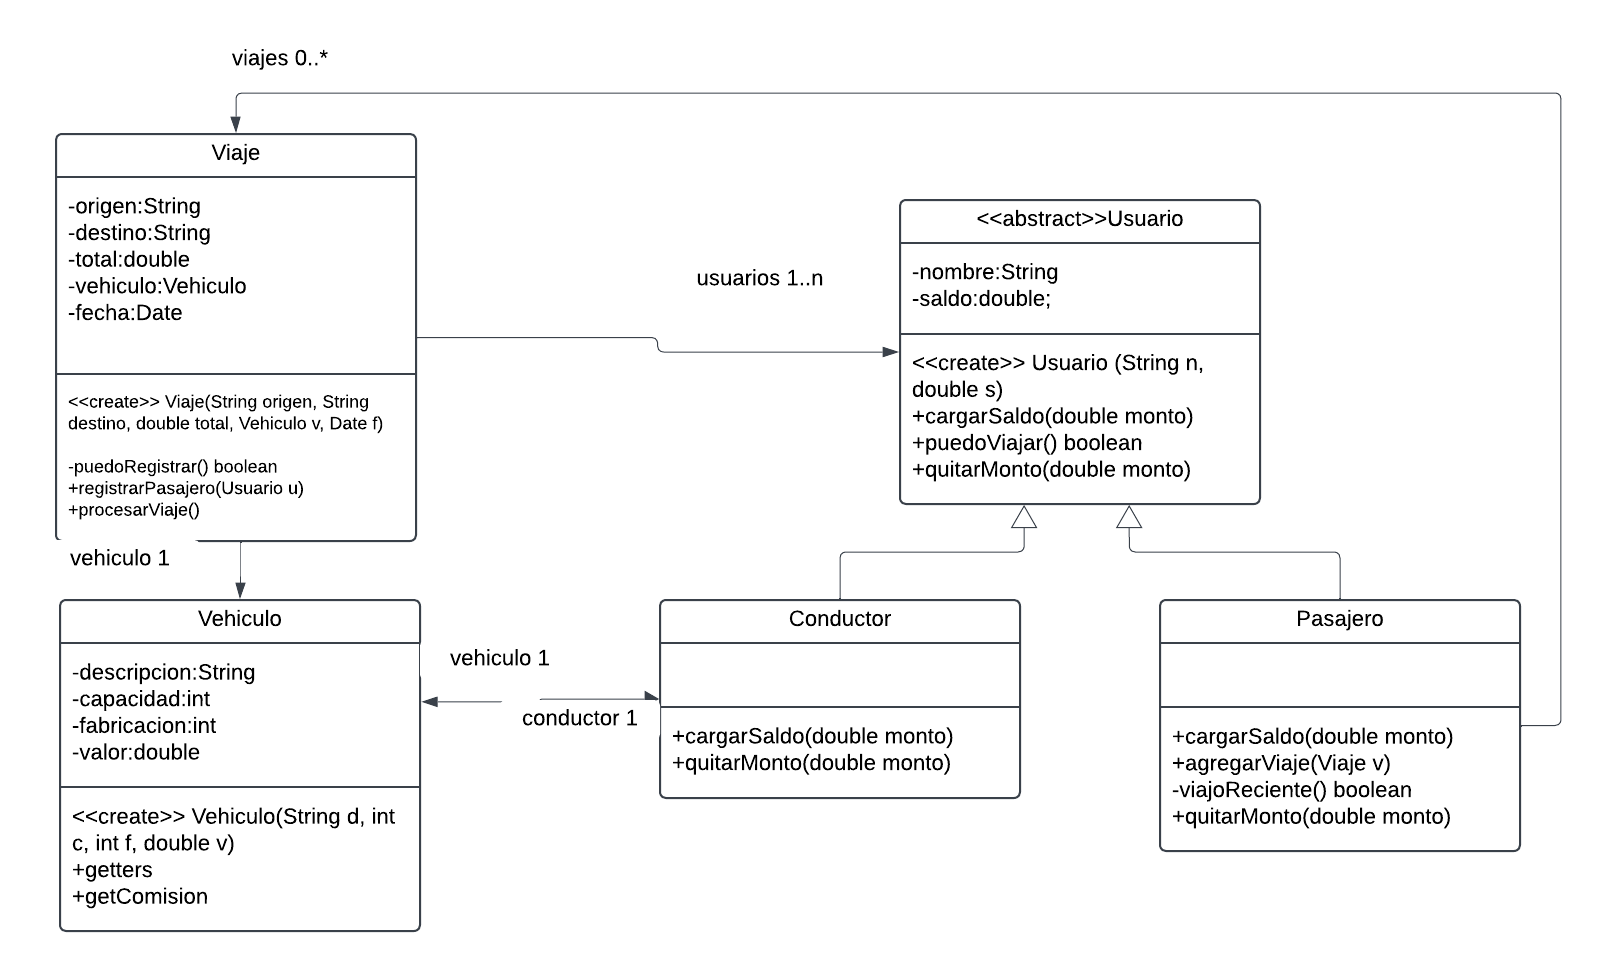 viajes 0..*
Viaje
-origen:String
-destino:String
-total:double
-vehiculo:Vehiculo
-fecha:Date
<<create>> Viaje(String origen, String
destino, double total, Vehiculo v, Date f)
-puedoRegistrar() boolean
+registrarPasajero(Usuario u)
+procesarViaje()
usuarios 1..n
<<abstract>>Usuario
-nombre:String
-saldo:double;
<<create>> Usuario (String n,
double s)
+cargarSaldo(double monto)
+puedoViajar() boolean
+quitarMonto(double monto)
vehiculo 1
Vehiculo
-descripcion:String
-capacidad:int
-fabricacion:int
-valor:double
<<create>> Vehiculo(String d, int
c, int f, double v)
+getters
+getComision
vehiculo 1
conductor 1
Conductor
+cargarSaldo(double monto)
+quitarMonto(double monto)
Pasajero
+cargarSaldo(double monto)
+agregarViaje(Viaje v)
-viajoReciente() boolean
+quitarMonto(double monto)